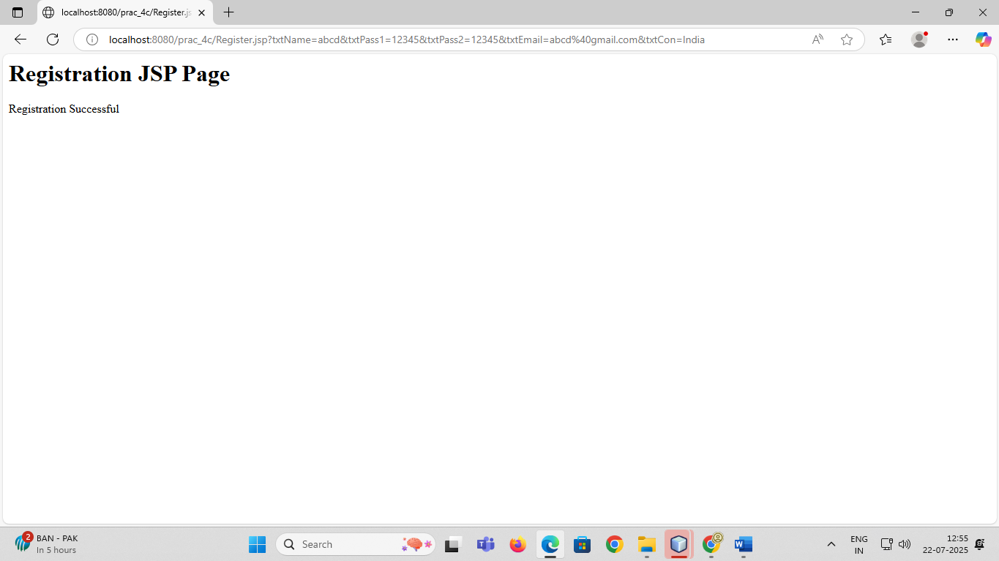 localhost:8080/prac_4c/Register.js
localhost:8080/prac_4c/Register.jsp?txtName=abcd&txtPass1=12345&txtPass2=12345&txtEmail=abcd%40gmail.com&txtCon=India
Registration JSP Page
Registration Successful
2
BAN - PAK
In 5 hours
Search
ENG
IN
12:55
22-07-2025